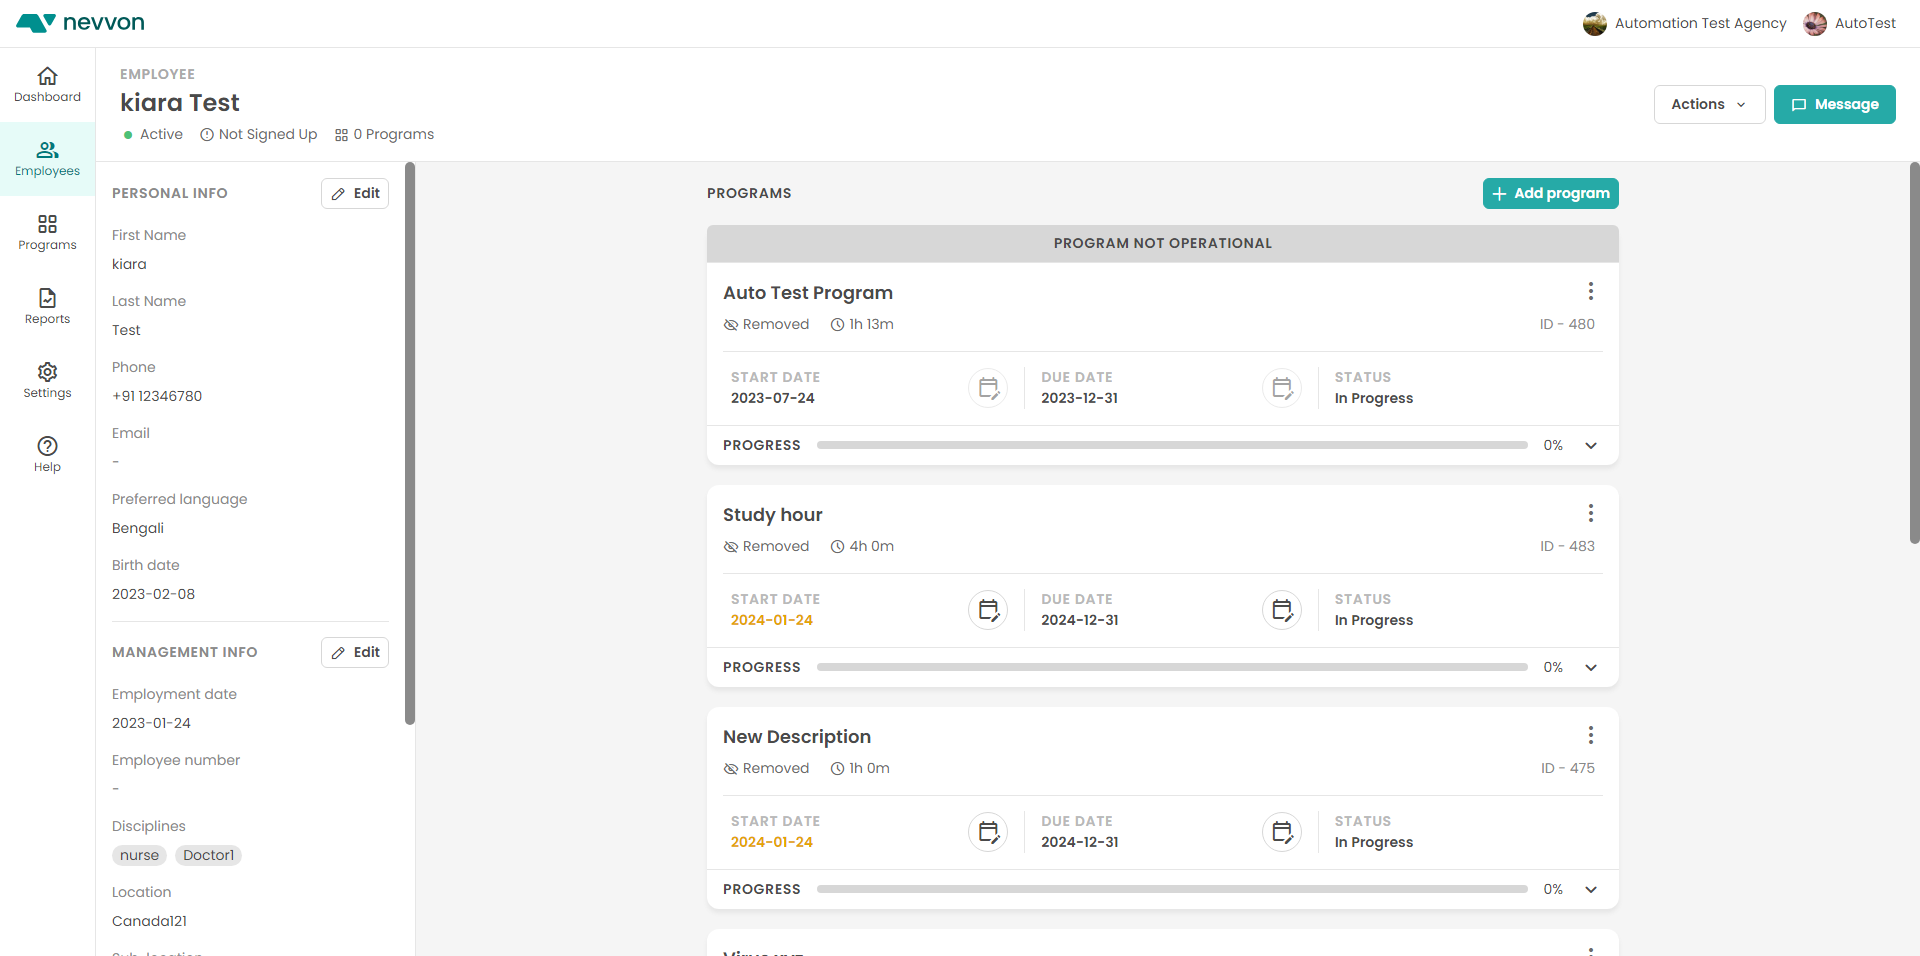 nevvon
Automation Test Agency
AutoTest
Dashboard
Employees
Programs
Reports
Settings
Help
EMPLOYEE
kiara Test
Active
Not Signed Up
0 Programs
Actions
Message
PERSONAL INFO
Edit
First Name
kiara
Last Name
Test
Phone
+91 12346780
Email
-
Preferred language
Bengali
Birth date
2023-02-08
MANAGEMENT INFO
Edit
Employment date
2023-01-24
Employee number
-
Disciplines
nurse Doctor1
Location
Canada121
PROGRAMS
Add program
PROGRAM NOT OPERATIONAL
Auto Test Program
Removed 1h 13m ID - 480
START DATE DUE DATE STATUS
2023-07-24 2023-12-31 In Progress
PROGRESS 0%
Study hour
Removed 4h 0m ID - 483
START DATE DUE DATE STATUS
2024-01-24 2024-12-31 In Progress
PROGRESS 0%
New Description
Removed 1h 0m ID - 475
START DATE DUE DATE STATUS
2024-01-24 2024-12-31 In Progress
PROGRESS 0%